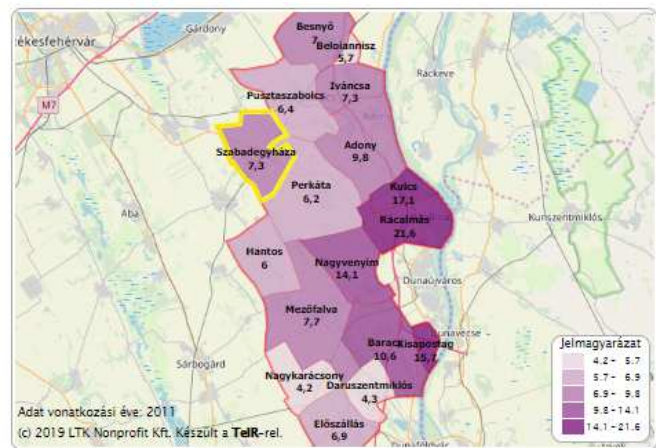 Besnyő
7
Gárdony
Székesfehérvár
Beloiannisz
5,7
Ráckeve
M7
Iváncsa
7,3
Pusztaszabolcs
6,4
Adony
9,8
Szabadegyháza
7,3
Perkáta
6,2
Kulcs
17,1
Rácalmás
21,6
Aba
Kunszentmiklós
Hantos
6
Nagyvenyim
14,1
Dunaújváros
Mezőfalva
7,7
Baracs
10,6
Kisapostag
15,7
Dunavecse
Sárbogárd
Nagykarácsony
4,2
Daruszentmiklós
4,3
Előszállás
6,9
Dunaföldvár
Jelmagyarázat
4.2 - 5.7
5.7 - 6.9
6.9 - 9.8
9.8 - 14.1
14.1 - 21.6
Adat vonatkozási éve: 2011
(c) 2019 LTK Nonprofit Kft. Készült a TeIR-rel.